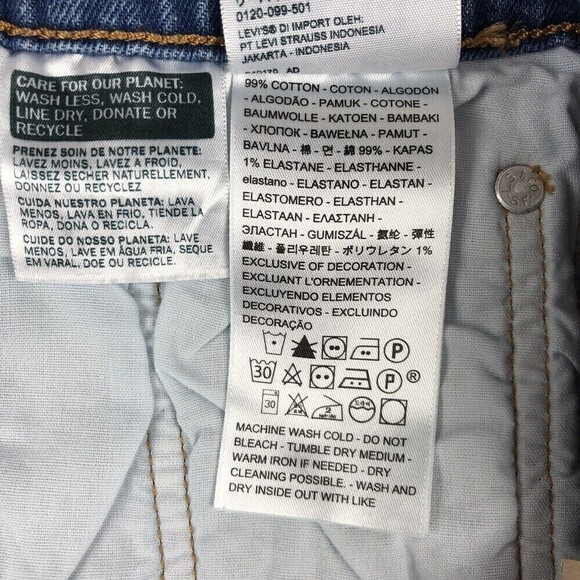 0120-099-501
LEVI'S® DI IMPORT OLEH:
PT LEVI STRAUSS INDONESIA
JAKARTA - INDONESIA
CARE FOR OUR PLANET:
WASH LESS, WASH COLD,
LINE DRY, DONATE OR
RECYCLE
PRENEZ SOIN DE NOTRE PLANETE:
LAVEZ MOINS, LAVEZ A FROID,
LAISSEZ SECHER NATURELLEMENT,
DONNEZ OU RECYCLEZ
CUIDA NUESTRO PLANETA: LAVA
MENOS, LAVA EN FRIO, TIENDE LA
ROPA, DONA O RECICLA.
CUIDE DO NOSSO PLANETA: LAVE
MENOS, LAVE EM ÁGUA FRIA, SEQUE
EM VARAL, DOE OU RECICLE.
99% COTTON - COTON - ALGODÓN
- ALGODÃO - PAMUK - COTONE -
BAUMWOLLE - KATOEN - BAMBAKI
- ХЛОПОК - BAWEŁNA - PAMUT -
BAVLNA - 棉 - 면 - 綿 99% - KAPAS
1% ELASTANE - ELASTHANNE -
elastano - ELASTANO - ELASTAN -
ELASTOMERO - ELASTHAN -
ELASTAAN - ΕΛΑΣΤΑΝΗ -
ЭЛАСТАН - GUMISZÁL - 氨纶 - 彈性
纖維 - 폴리우레탄 - ポリウレタン 1%
EXCLUSIVE OF DECORATION -
EXCLUANT L'ORNEMENTATION -
EXCLUYENDO ELEMENTOS
DECORATIVOS - EXCLUINDO
DECORAÇÃO
P
30 P ®
30 2
MACHINE WASH COLD - DO NOT
BLEACH - TUMBLE DRY MEDIUM -
WARM IRON IF NEEDED - DRY
CLEANING POSSIBLE. - WASH AND
DRY INSIDE OUT WITH LIKE